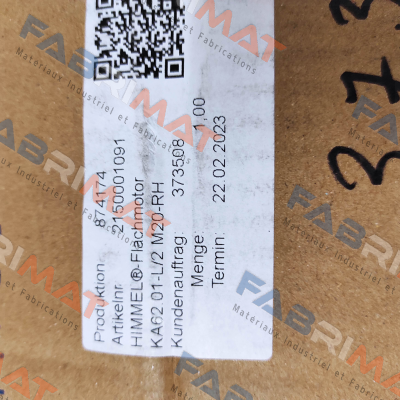 Produktion: 874174
Artikelnr. 2150001091
HIMMEL®-Flachmotor
KA62 01-L/2 M20-RH
Kundenauftrag: 373508
Menge: 1,00
Termin: 22.02.2023
373
FABRIMAT
Matériaux Industriel et Fabrications